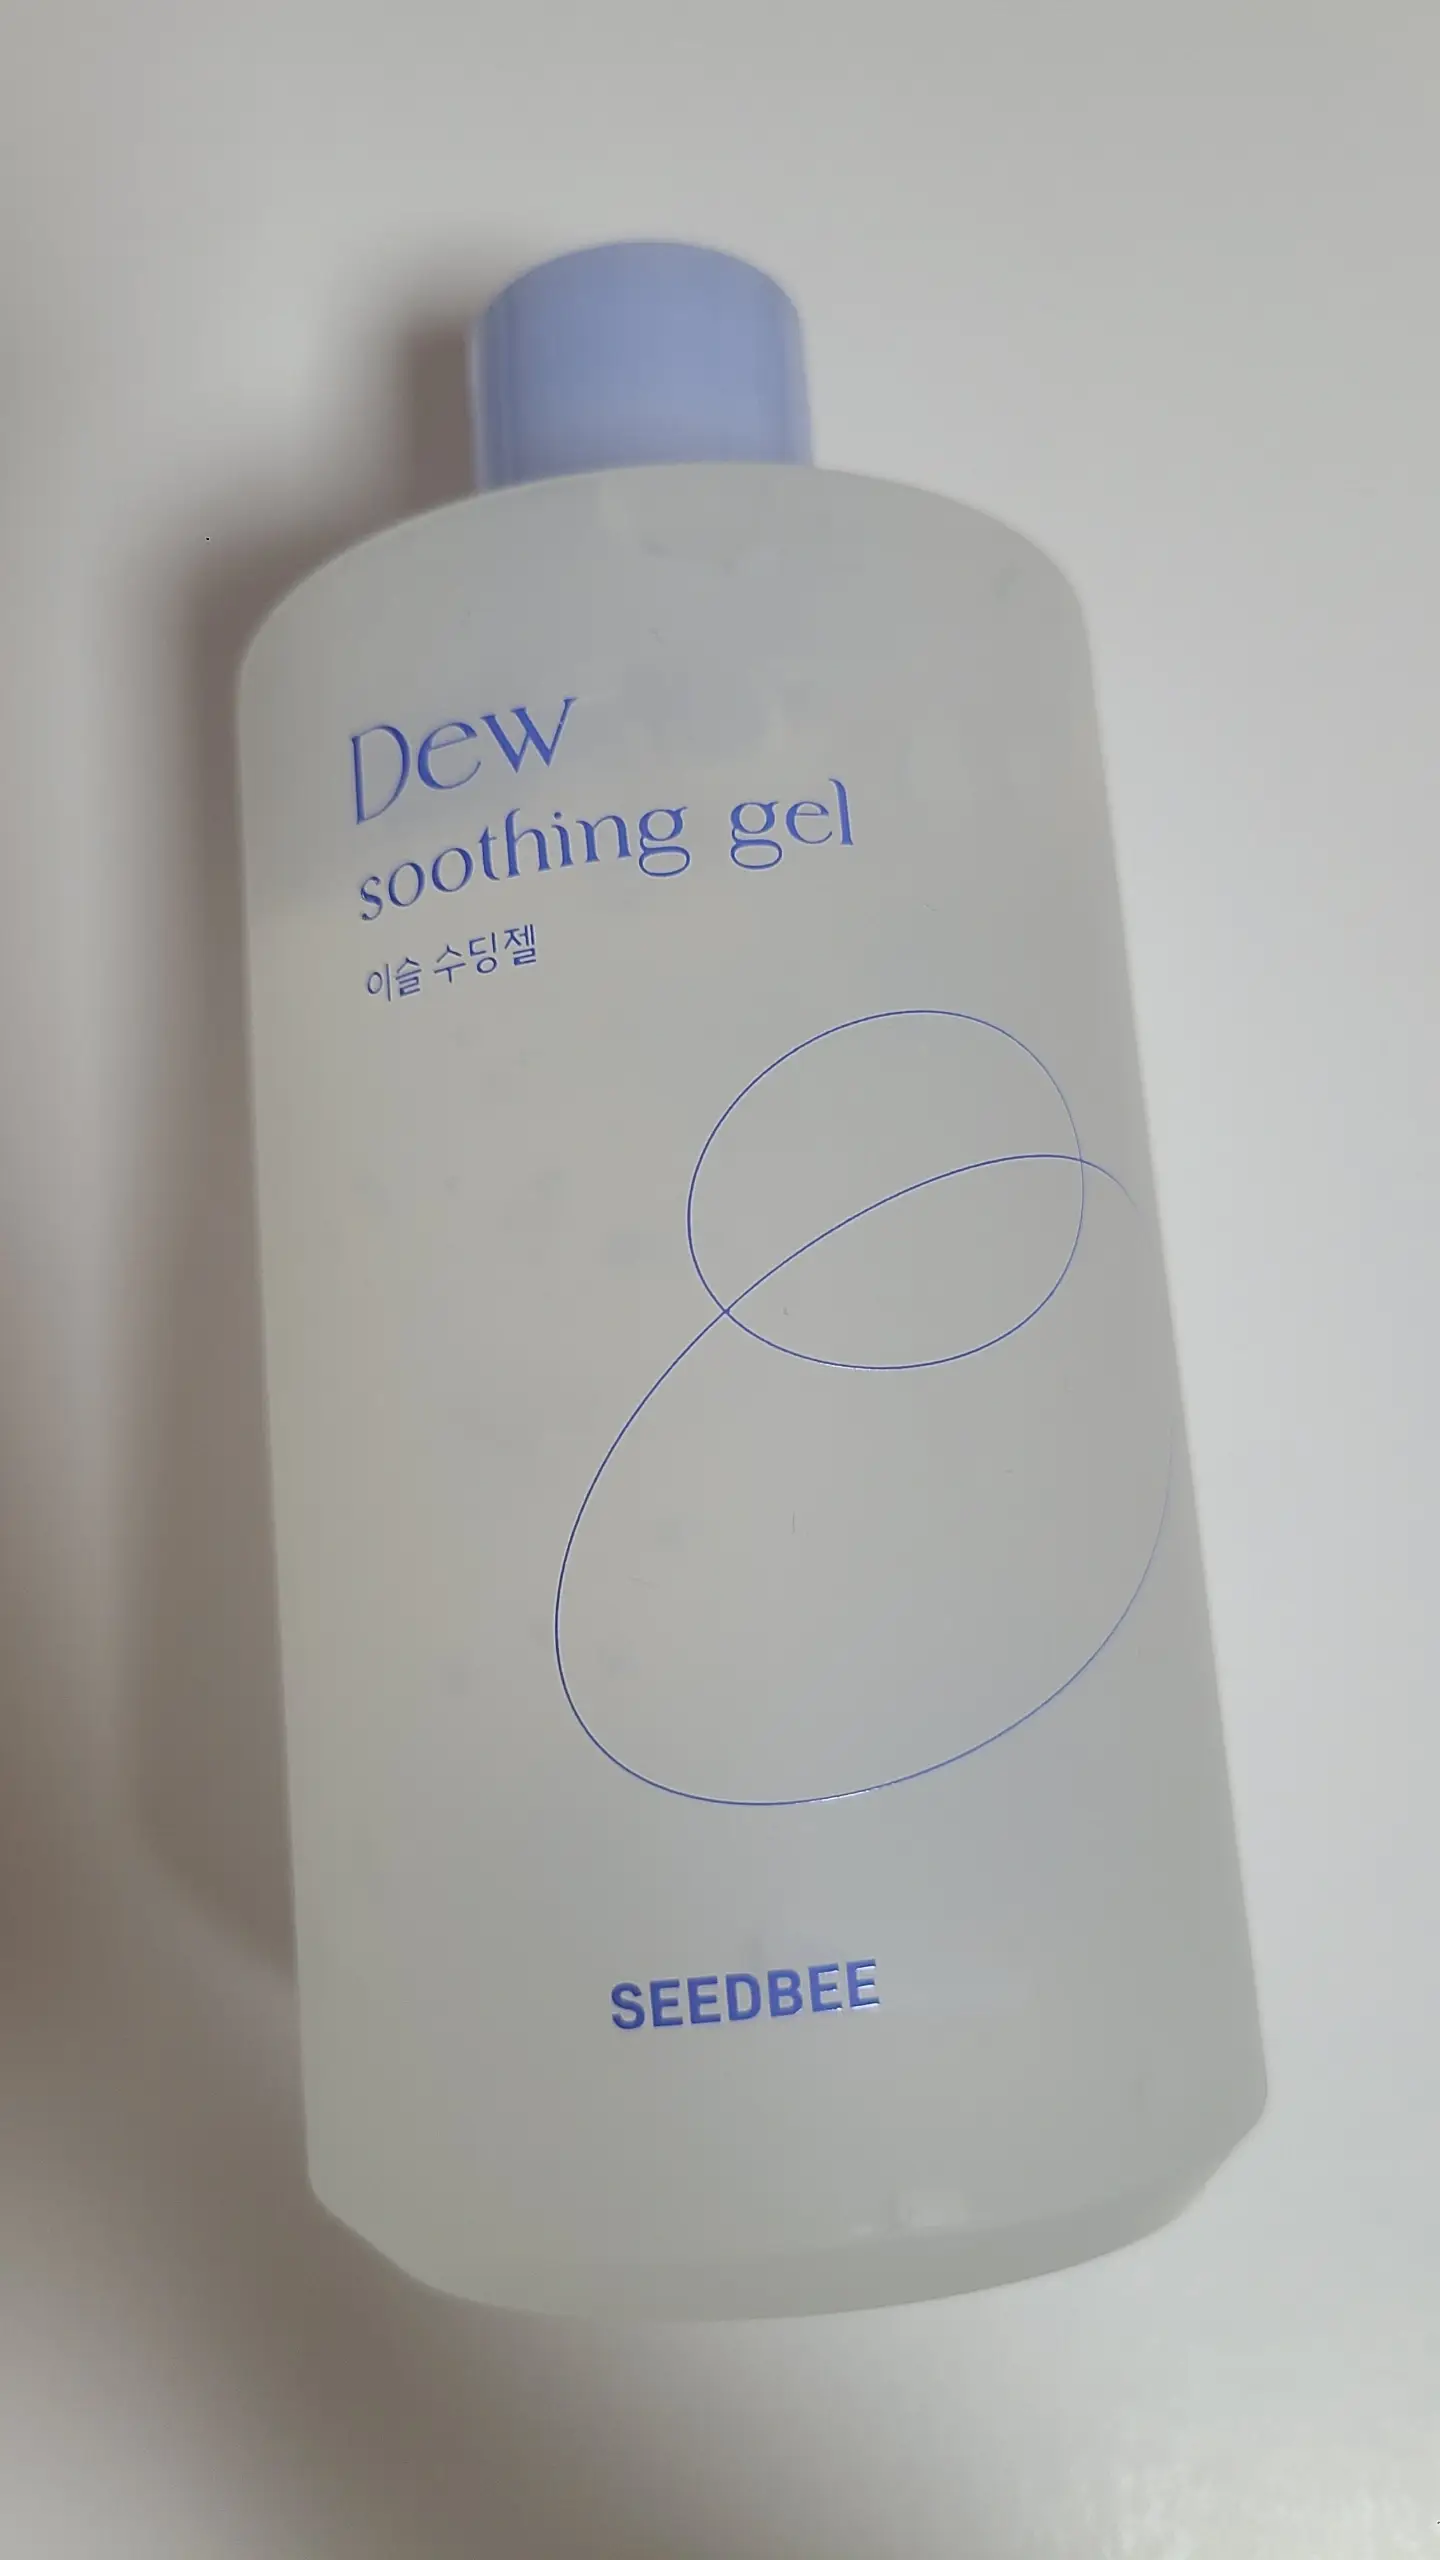 Dew
soothing gel
이슬 수딩젤
SEEDBEE